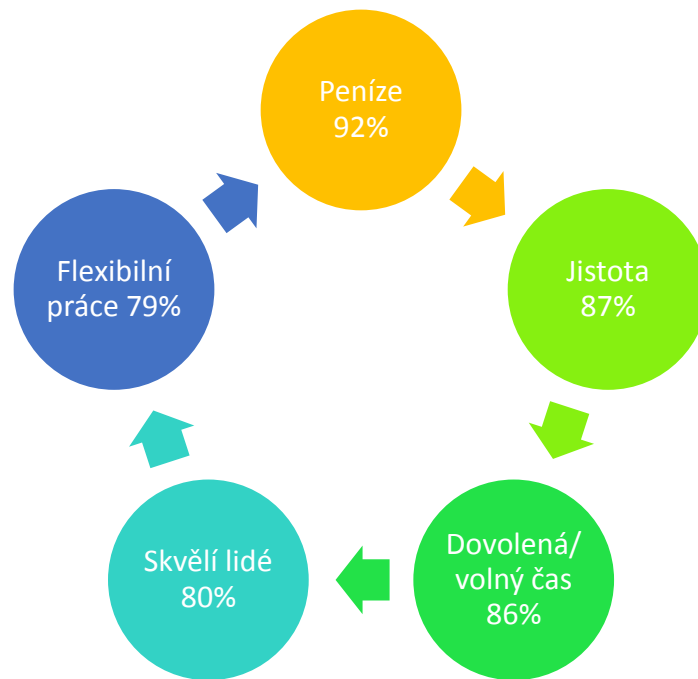 Peníze
92%
Jistota
87%
Dovolená/
volný čas
86%
Skvělí lidé
80%
Flexibilní
práce 79%